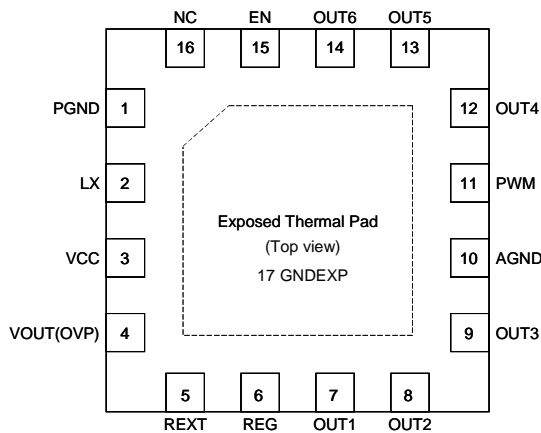 NC EN OUT6 OUT5
16 15 14 13
PGND 1 12 OUT4
LX 2 11 PWM
Exposed Thermal Pad
(Top view)
VCC 3 10 AGND
17 GNDEXP
VOUT(OVP) 4 9 OUT3
5 6 7 8
REXT REG OUT1 OUT2